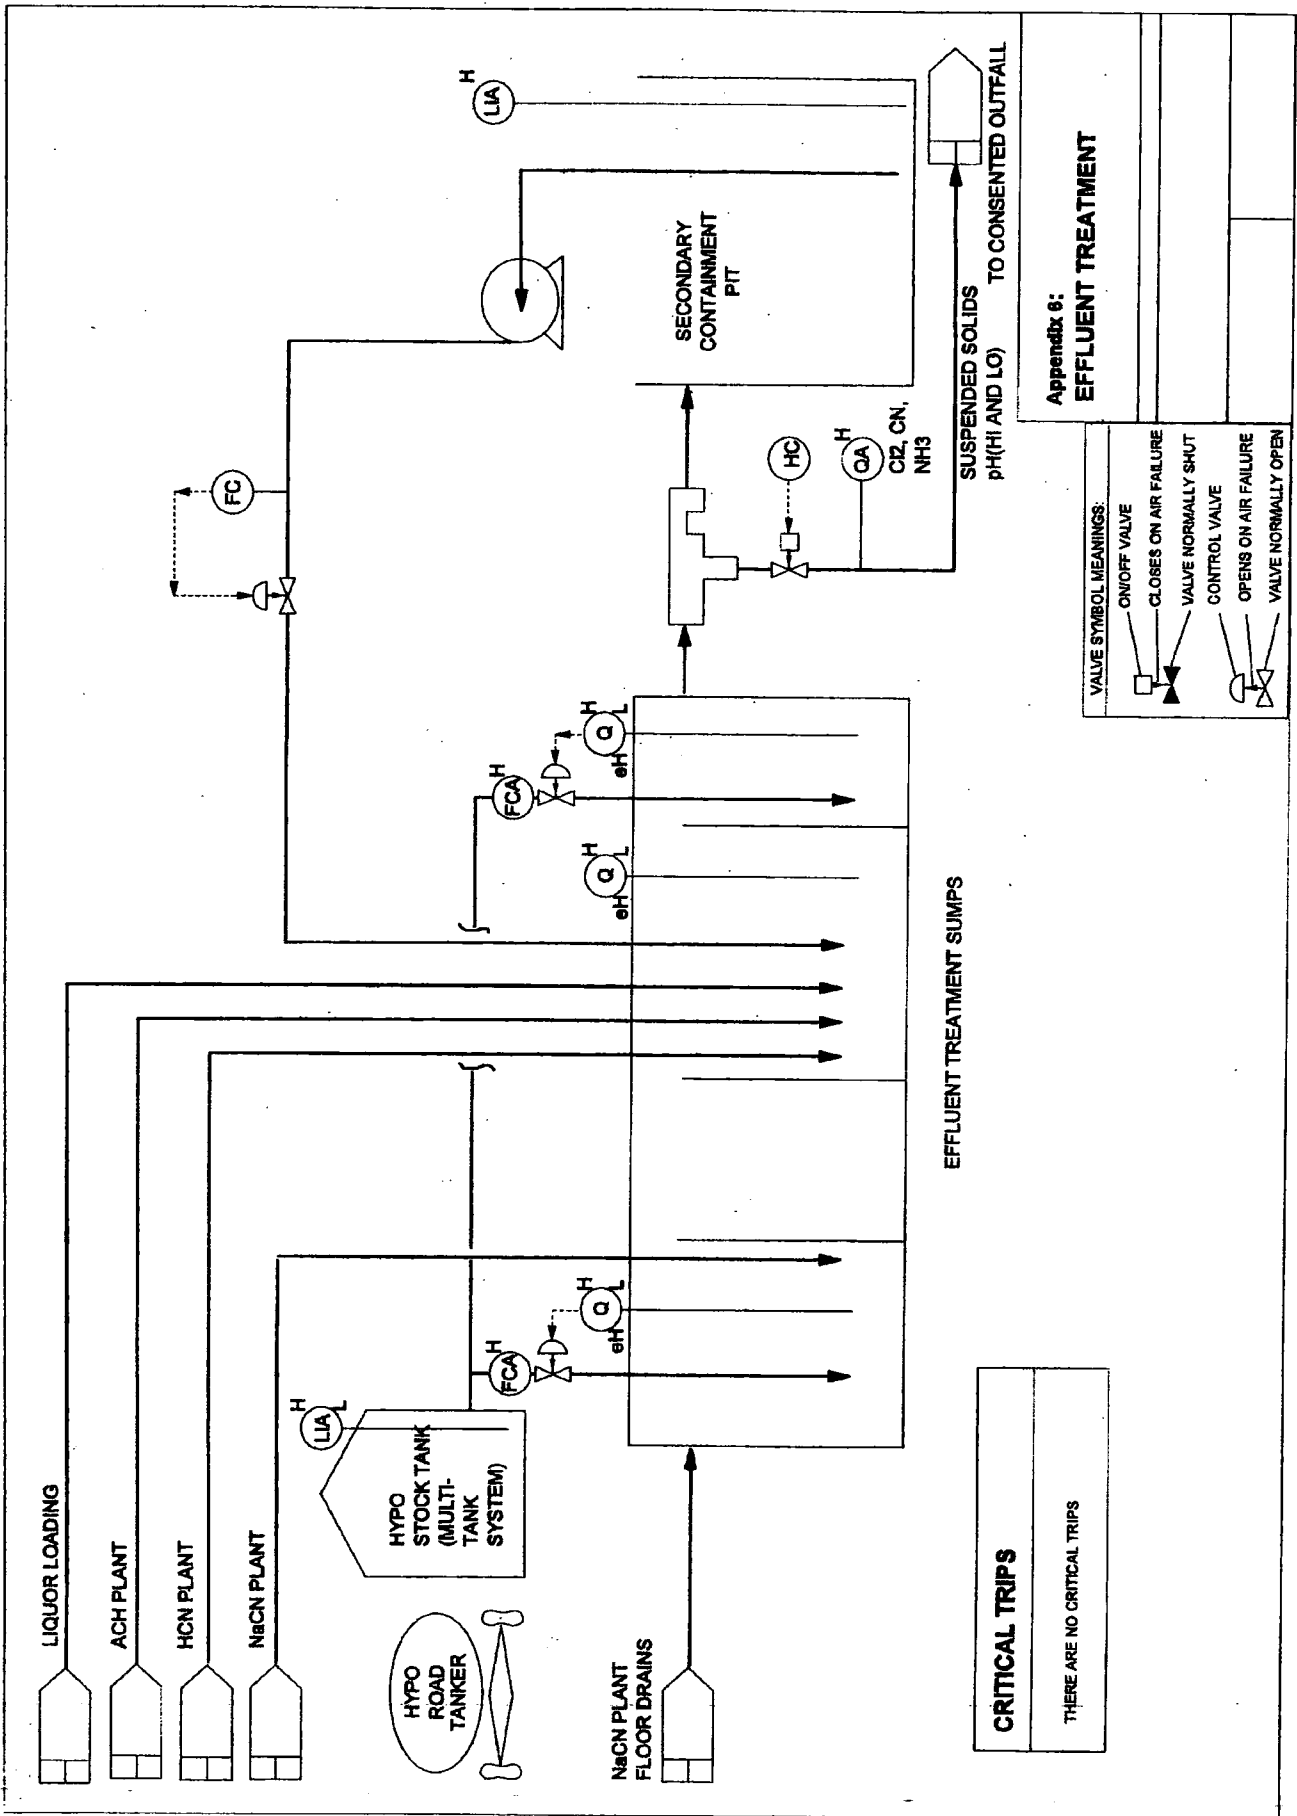 LIQUOR LOADING
ACH PLANT
HCN PLANT
NaCN PLANT
HYPO
ROAD
TANKER
HYPO
STOCK TANK
(MULTI-
TANK
SYSTEM)
LIA
H
L
NaCN PLANT
FLOOR DRAINS
FCA
H
Q
H
L
eH
Q
H
L
eH
FCA
H
Q
H
L
eH
FC
LIA
H
SECONDARY
CONTAINMENT
PIT
HC
QA
H
Cl2, CN,
NH3
SUSPENDED SOLIDS
pH(HI AND LO)
TO CONSENTED OUTFALL
EFFLUENT TREATMENT SUMPS
CRITICAL TRIPS
THERE ARE NO CRITICAL TRIPS
VALVE SYMBOL MEANINGS:
ON/OFF VALVE
CLOSES ON AIR FAILURE
VALVE NORMALLY SHUT
CONTROL VALVE
OPENS ON AIR FAILURE
VALVE NORMALLY OPEN
Appendix 6:
EFFLUENT TREATMENT